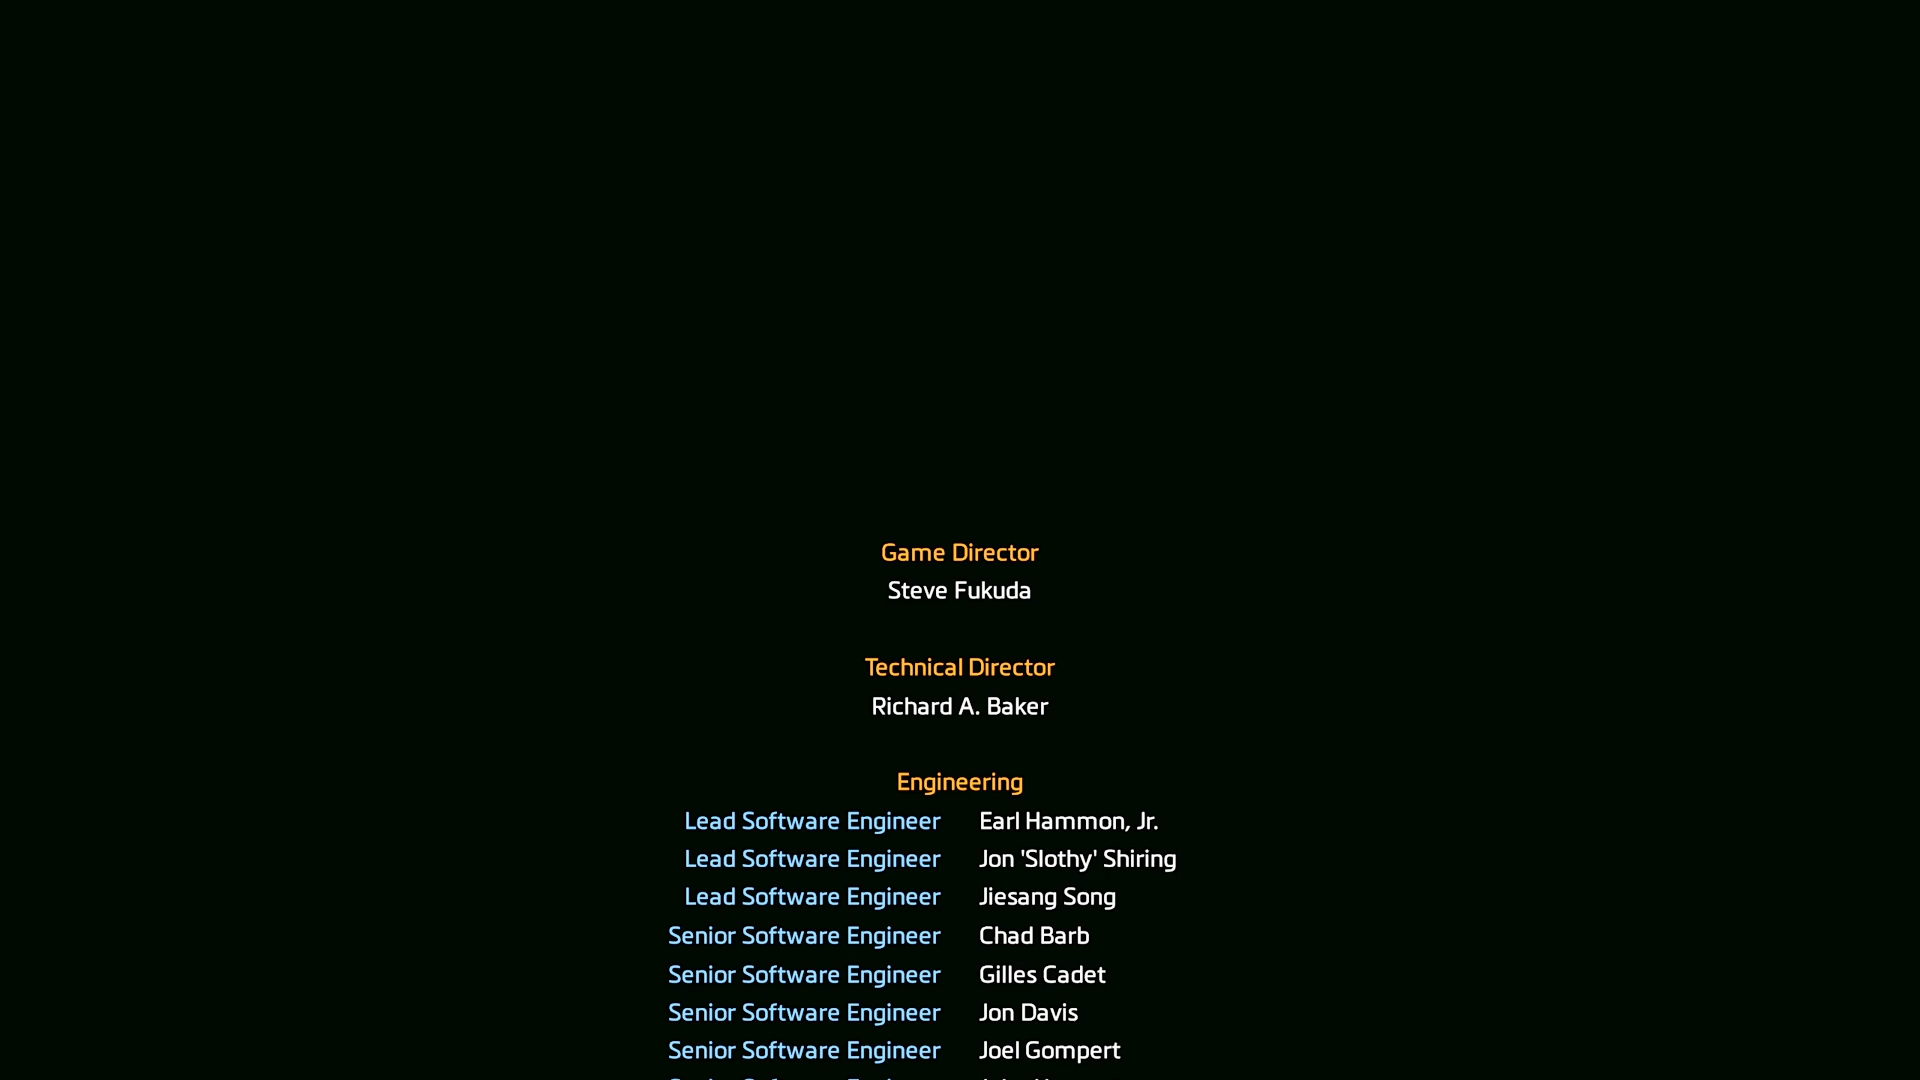 Game Director
Steve Fukuda
Technical Director
Richard A. Baker
Engineering
Lead Software Engineer Earl Hammon, Jr.
Lead Software Engineer Jon 'Slothy' Shiring
Lead Software Engineer Jiesang Song
Senior Software Engineer Chad Barb
Senior Software Engineer Gilles Cadet
Senior Software Engineer Jon Davis
Senior Software Engineer Joel Gompert